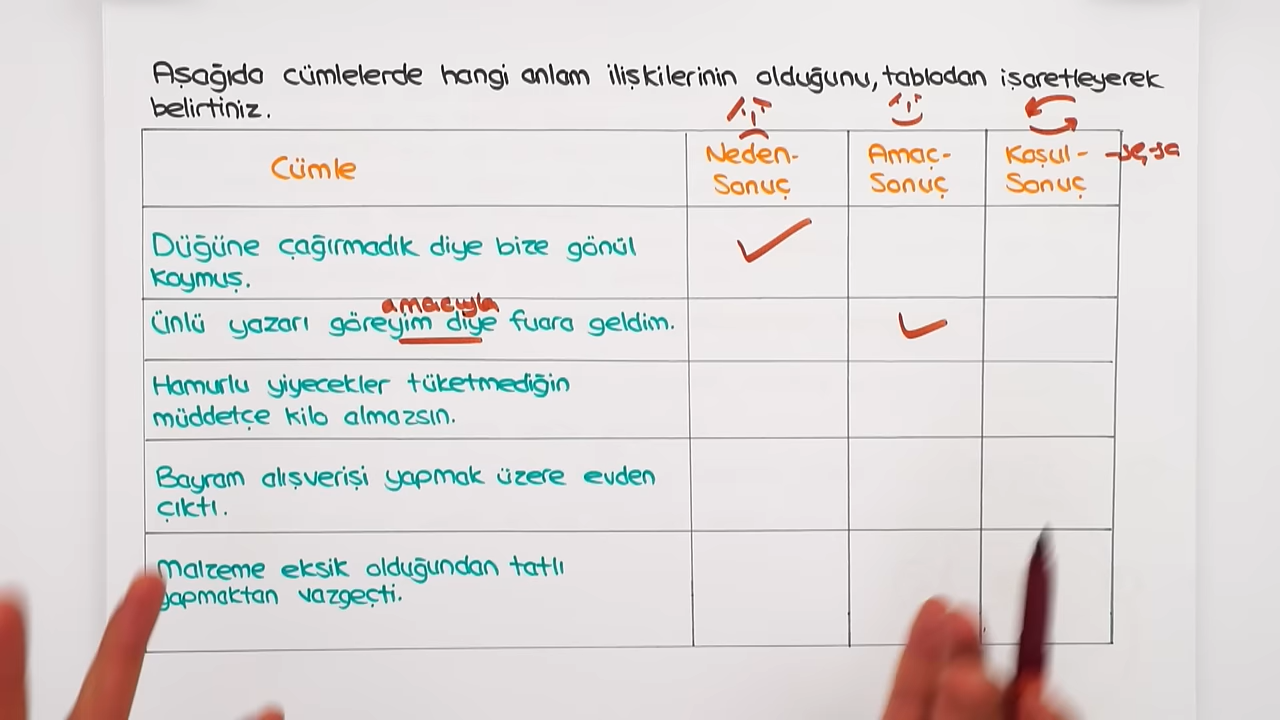 Aşağıda cümlelerde hangi anlam ilişkilerinin olduğunu, tablodan işaretleyerek
belirtiniz.
Cümle
Neden-
Sonuç
Amaç-
Sonuç
Koşul-
Sonuç
-se,-sa
Düğüne çağırmadık diye bize gönül
koymuş.
amacıyla
Ünlü yazarı göreyim diye fuara geldim.
Hamurlu yiyecekler tüketmediğin
müddetçe kilo almazsın.
Bayram alışverişi yapmak üzere evden
çıktı.
Malzeme eksik olduğundan tatlı
yapmaktan vazgeçti.